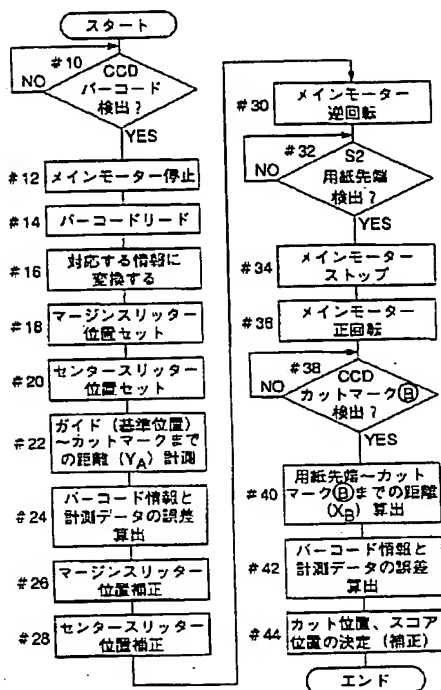 スタート
#10
CCD
バーコード
検出？
NO
YES
#12
メインモーター停止
#14
バーコードリード
#16
対応する情報に
変換する
#18
マージンスリッター
位置セット
#20
センタースリッター
位置セット
#22
ガイド（基準位置）
～カットマークまで
の距離（YA）計測
#24
バーコード情報と
計測データの誤差
算出
#26
マージンスリッター
位置補正
#28
センタースリッター
位置補正
#30
メインモーター
逆回転
#32
S2
用紙先端
検出？
NO
YES
#34
メインモーター
ストップ
#36
メインモーター
正回転
#38
CCD
カットマークⒷ
検出？
NO
YES
#40
用紙先端～カット
マークⒷまでの距離
（XB）算出
#42
バーコード情報と
計測データの誤差
算出
#44
カット位置、スコア
位置の決定（補正）
エンド